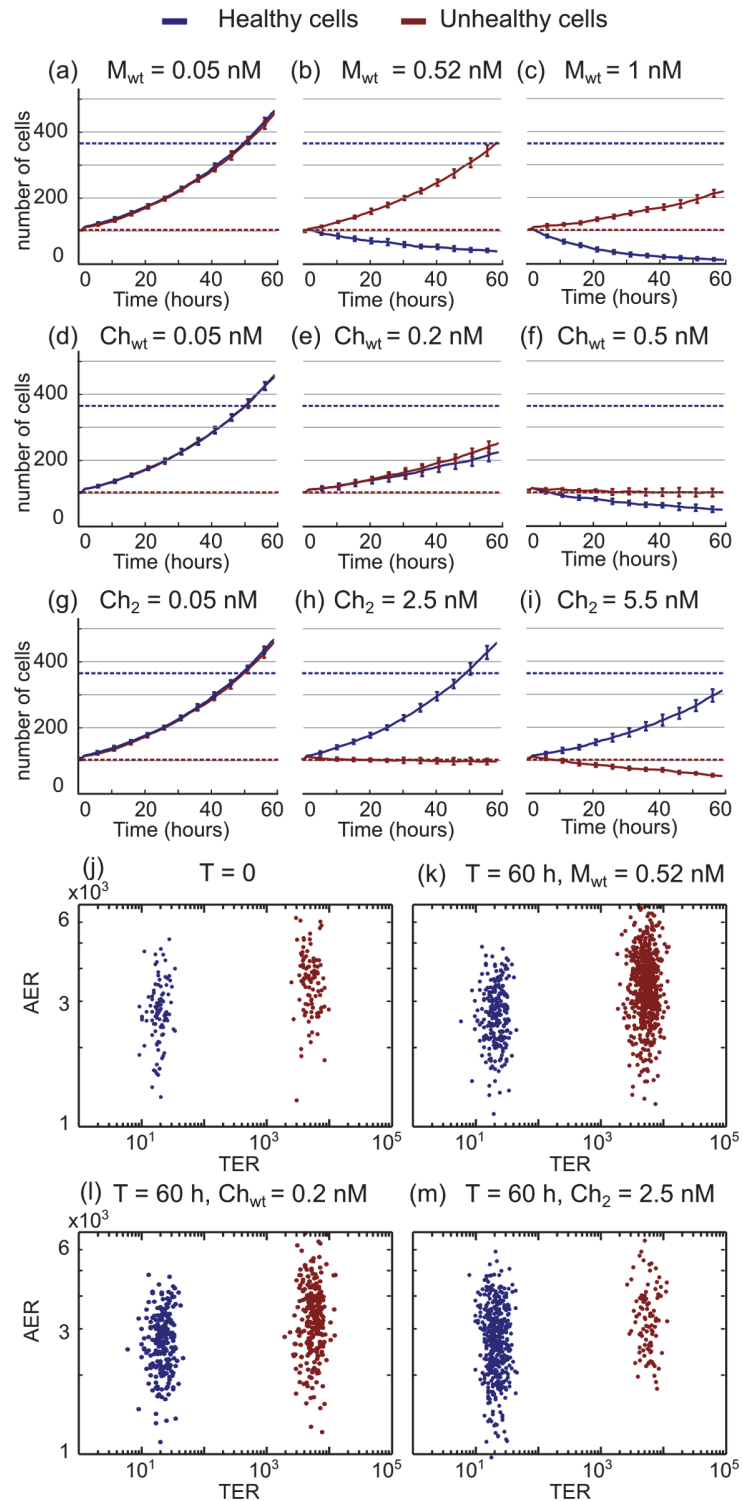 Healthy cells Unhealthy cells
(a) M_wt = 0.05 nM (b) M_wt = 0.52 nM (c) M_wt = 1 nM
number of cells
400
200
0
0 20 40 60 0 20 40 60 0 20 40 60
Time (hours) Time (hours) Time (hours)
(d) Ch_wt = 0.05 nM (e) Ch_wt = 0.2 nM (f) Ch_wt = 0.5 nM
number of cells
400
200
0
0 20 40 60 0 20 40 60 0 20 40 60
Time (hours) Time (hours) Time (hours)
(g) Ch_2 = 0.05 nM (h) Ch_2 = 2.5 nM (i) Ch_2 = 5.5 nM
number of cells
400
200
0
0 20 40 60 0 20 40 60 0 20 40 60
Time (hours) Time (hours) Time (hours)
(j) T = 0 (k) T = 60 h, M_wt = 0.52 nM
x10^3
6 6
AER
3 3
1 1
10^1 10^3 10^5 10^1 10^3 10^5
TER TER
(l) T = 60 h, Ch_wt = 0.2 nM (m) T = 60 h, Ch_2 = 2.5 nM
x10^3
6 6
AER
3 3
1 1
10^1 10^3 10^5 10^1 10^3 10^5
TER TER